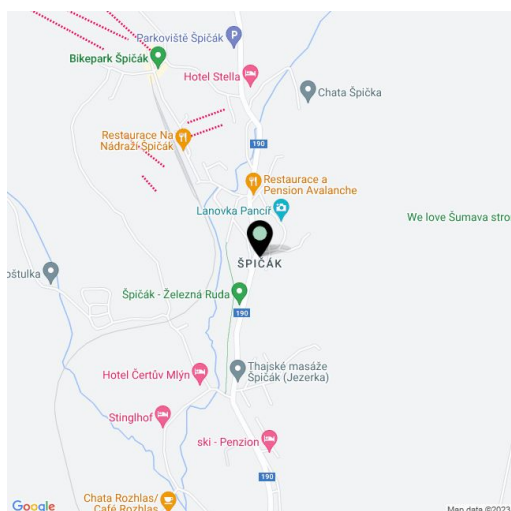 Parkoviště Špičák
P
Bikepark Špičák
Hotel Stella
Chata Špička
Restaurace Na
Nádraží Špičák
190
Restaurace a
Pension Avalanche
Lanovka Pancíř
We love Šumava stro
ŠPIČÁK
oštulka
Špičák - Železná Ruda
190
Hotel Čertův Mlýn
Thajské masáže
Špičák (Jezerka)
Stinglhof
ski - Penzion
190
Chata Rozhlas/
Café Rozhlas
Google
Map data ©2023